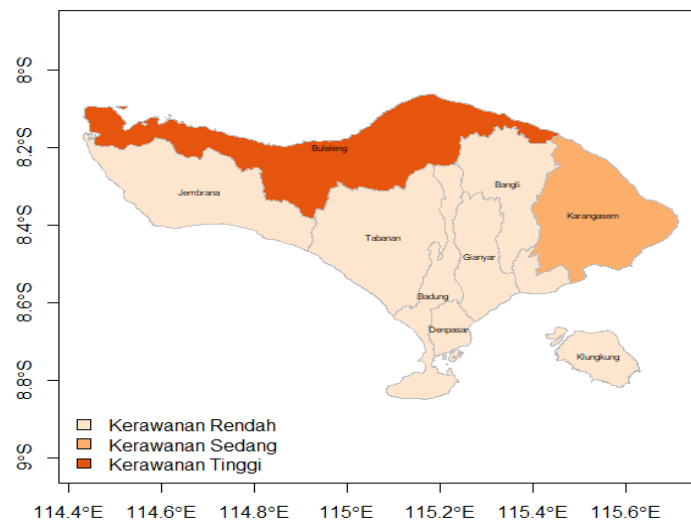 8°S
8.2°S
8.4°S
8.6°S
8.8°S
9°S
Buleleng
Jembrana
Bangli
Karangasem
Tabanan
Gianyar
Badung
Denpasar
Klungkung
Kerawanan Rendah
Kerawanan Sedang
Kerawanan Tinggi
114.4°E 114.6°E 114.8°E 115°E 115.2°E 115.4°E 115.6°E